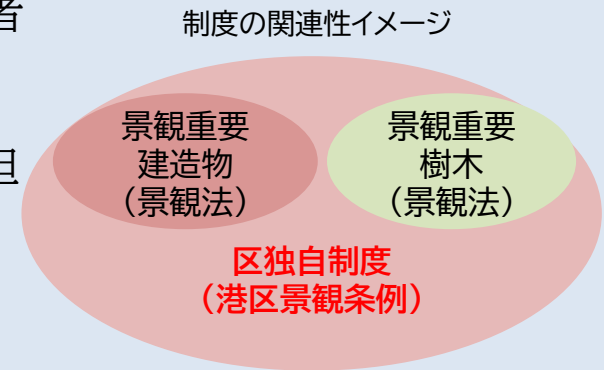 者
制度の関連性イメージ
担
景観重要
建造物
（景観法）
景観重要
樹木
（景観法）
区独自制度
（港区景観条例）